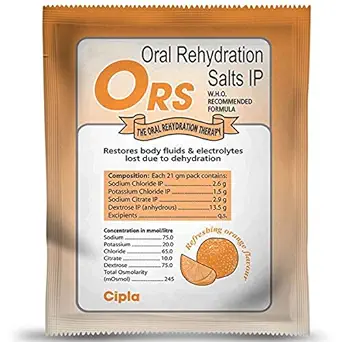 Oral Rehydration
Salts IP
ORS
W.H.O.
RECOMMENDED
FORMULA
THE ORAL REHYDRATION THERAPY
Restores body fluids & electrolytes
lost due to dehydration
Composition: Each 21 gm pack contains:
Sodium Chloride IP 2.6 g
Potassium Chloride IP 1.5 g
Sodium Citrate IP 2.9 g
Dextrose IP (anhydrous) 13.5 g
Excipients q.s.
Concentration in mmol/litre
Sodium 75.0
Potassium 20.0
Chloride 65.0
Citrate 10.0
Dextrose 75.0
Total Osmolarity
(mOsmol) 245
Refreshing orange flavour
Cipla